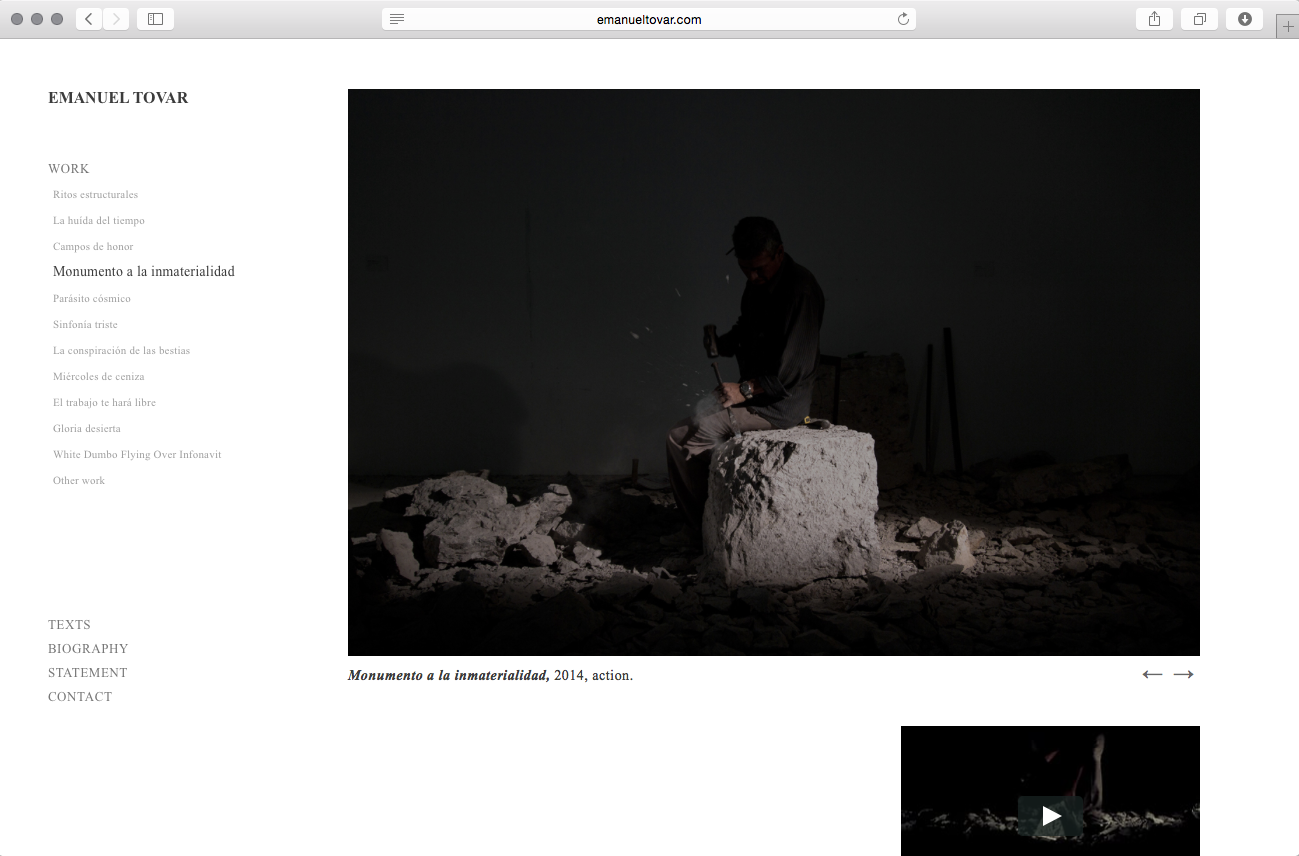 emanueltovar.com
EMANUEL TOVAR
WORK
Ritos estructurales
La huida del tiempo
Campos de honor
Monumento a la inmaterialidad
Parásito cósmico
Sinfonía triste
La conspiración de las bestias
Miércoles de ceniza
El trabajo te hará libre
Gloria desierta
White Dumbo Flying Over Infonavit
Other work
TEXTS
BIOGRAPHY
STATEMENT
CONTACT
Monumento a la inmaterialidad, 2014, action.